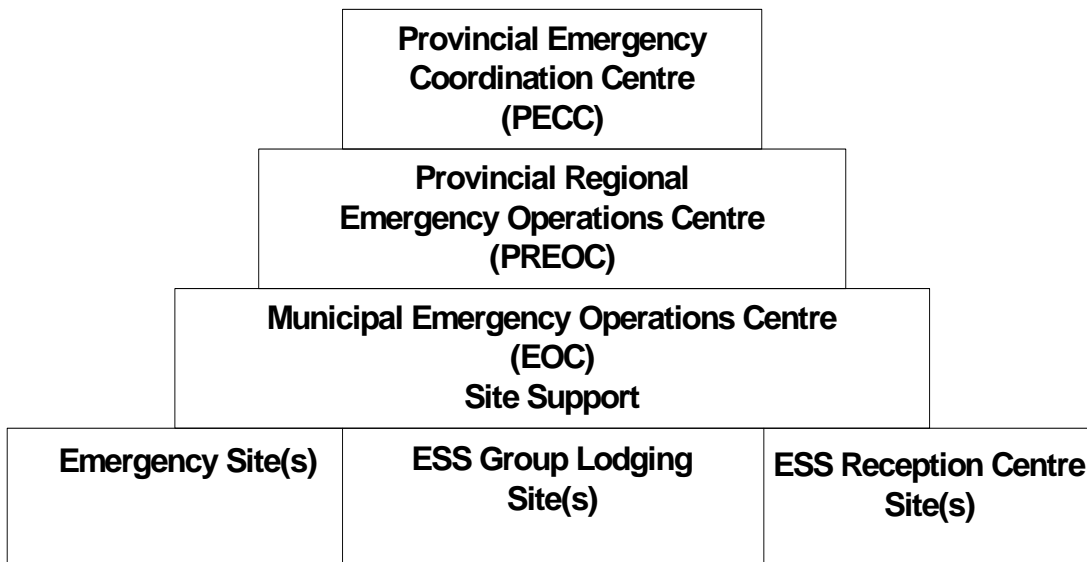 Provincial Emergency
Coordination Centre
(PECC)
Provincial Regional
Emergency Operations Centre
(PREOC)
Municipal Emergency Operations Centre
(EOC)
Site Support
Emergency Site(s)
ESS Group Lodging
Site(s)
ESS Reception Centre
Site(s)